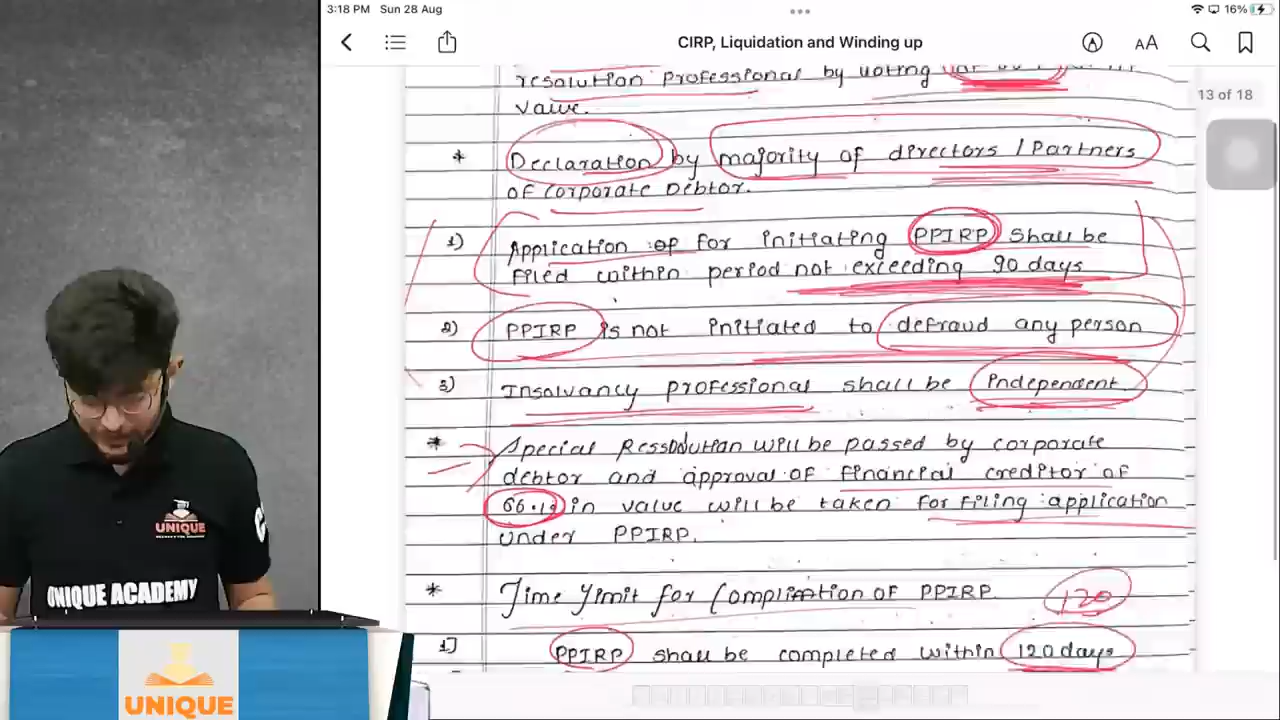 3:18 PM Sun 28 Aug
16%
CIRP, Liquidation and Winding up
13 of 18
resolution professional by voting
value.
* Declaration by majority of directors / Partners
of corporate Debtor.
1) Application of for initiating PPIRP shall be
filed within period not exceeding 90 days
2) PPIRP is not initiated to defraud any person
3) Insolvancy professional shall be independent
* Special Ressolution will be passed by corporate
debtor and approval of financial creditor of
66.1% in value will be taken for filing application
under PPIRP.
* Time limit for Complication of PPIRP 120
1] PPIRP shall be completed within 120 days
UNIQUE
UNIQUE ACADEMY
UNIQUE
AA